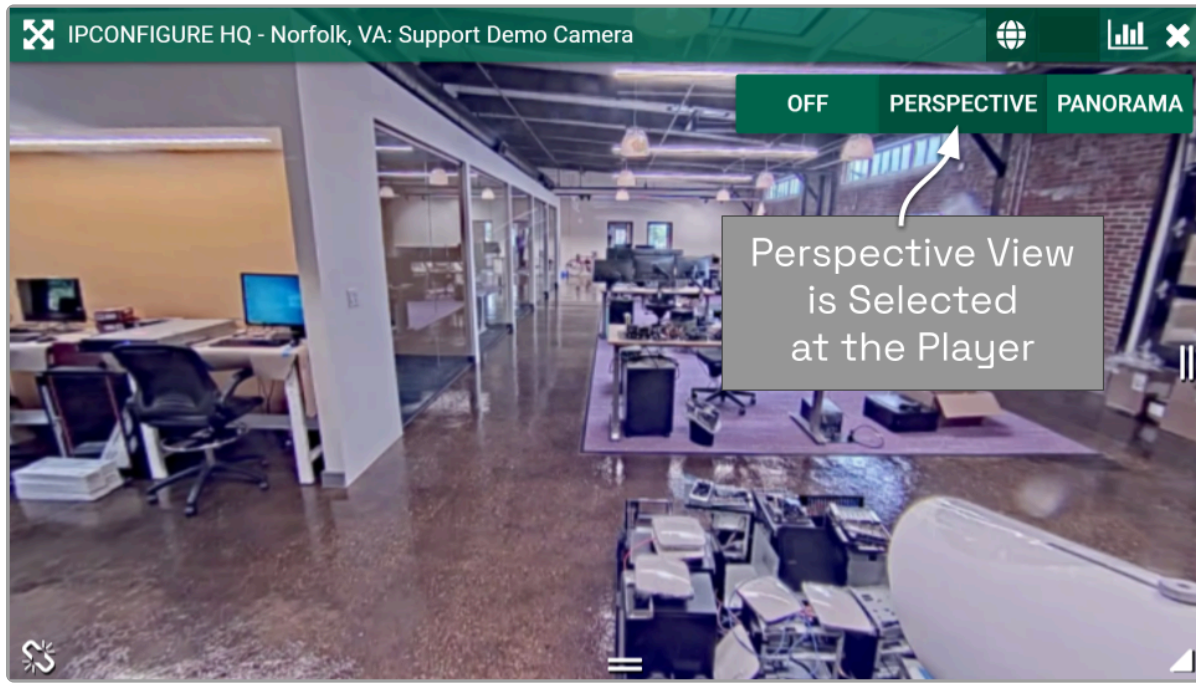 IPCONFIGURE HQ - Norfolk, VA: Support Demo Camera
OFF PERSPECTIVE PANORAMA
Perspective View
is Selected
at the Player